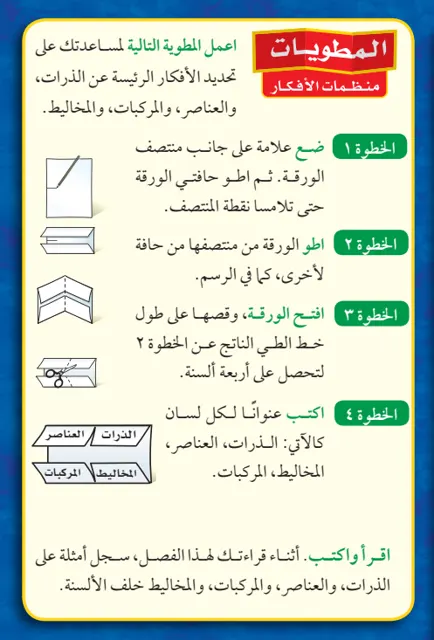 المطويات
منظمات الأفكار
اعمل المطوية التالية لمساعدتك على
تحديد الأفكار الرئيسة عن الذرات،
والعناصر، والمركبات، والمخاليط.
الخطوة ١ ضع علامة على جانب منتصف
الورقة. ثم اطو حافتي الورقة
حتى تلامسا نقطة المنتصف.
الخطوة ٢ اطو الورقة من منتصفها من حافة
لأخرى، كما في الرسم.
الخطوة ٣ افتح الورقة، وقصها على طول
خط الطي الناتج عن الخطوة ٢
لتحصل على أربعة ألسنة.
الخطوة ٤ اكتب عنوانًا لكل لسان
كالآتي: الذرات، العناصر،
المخاليط، المركبات.
الذرات العناصر
المخاليط المركبات
اقرأ واكتب. أثناء قراءتك لهذا الفصل، سجل أمثلة على
الذرات، والعناصر، والمركبات، والمخاليط خلف الألسنة.